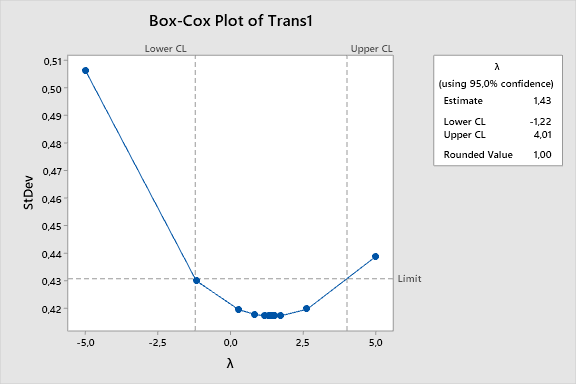 Box-Cox Plot of Trans1
Lower CL
Upper CL
0,51
0,50
0,49
0,48
0,47
0,46
0,45
0,44
0,43
0,42
StDev
Limit
-5,0
-2,5
0,0
2,5
5,0
λ
λ
(using 95,0% confidence)
Estimate 1,43
Lower CL -1,22
Upper CL 4,01
Rounded Value 1,00